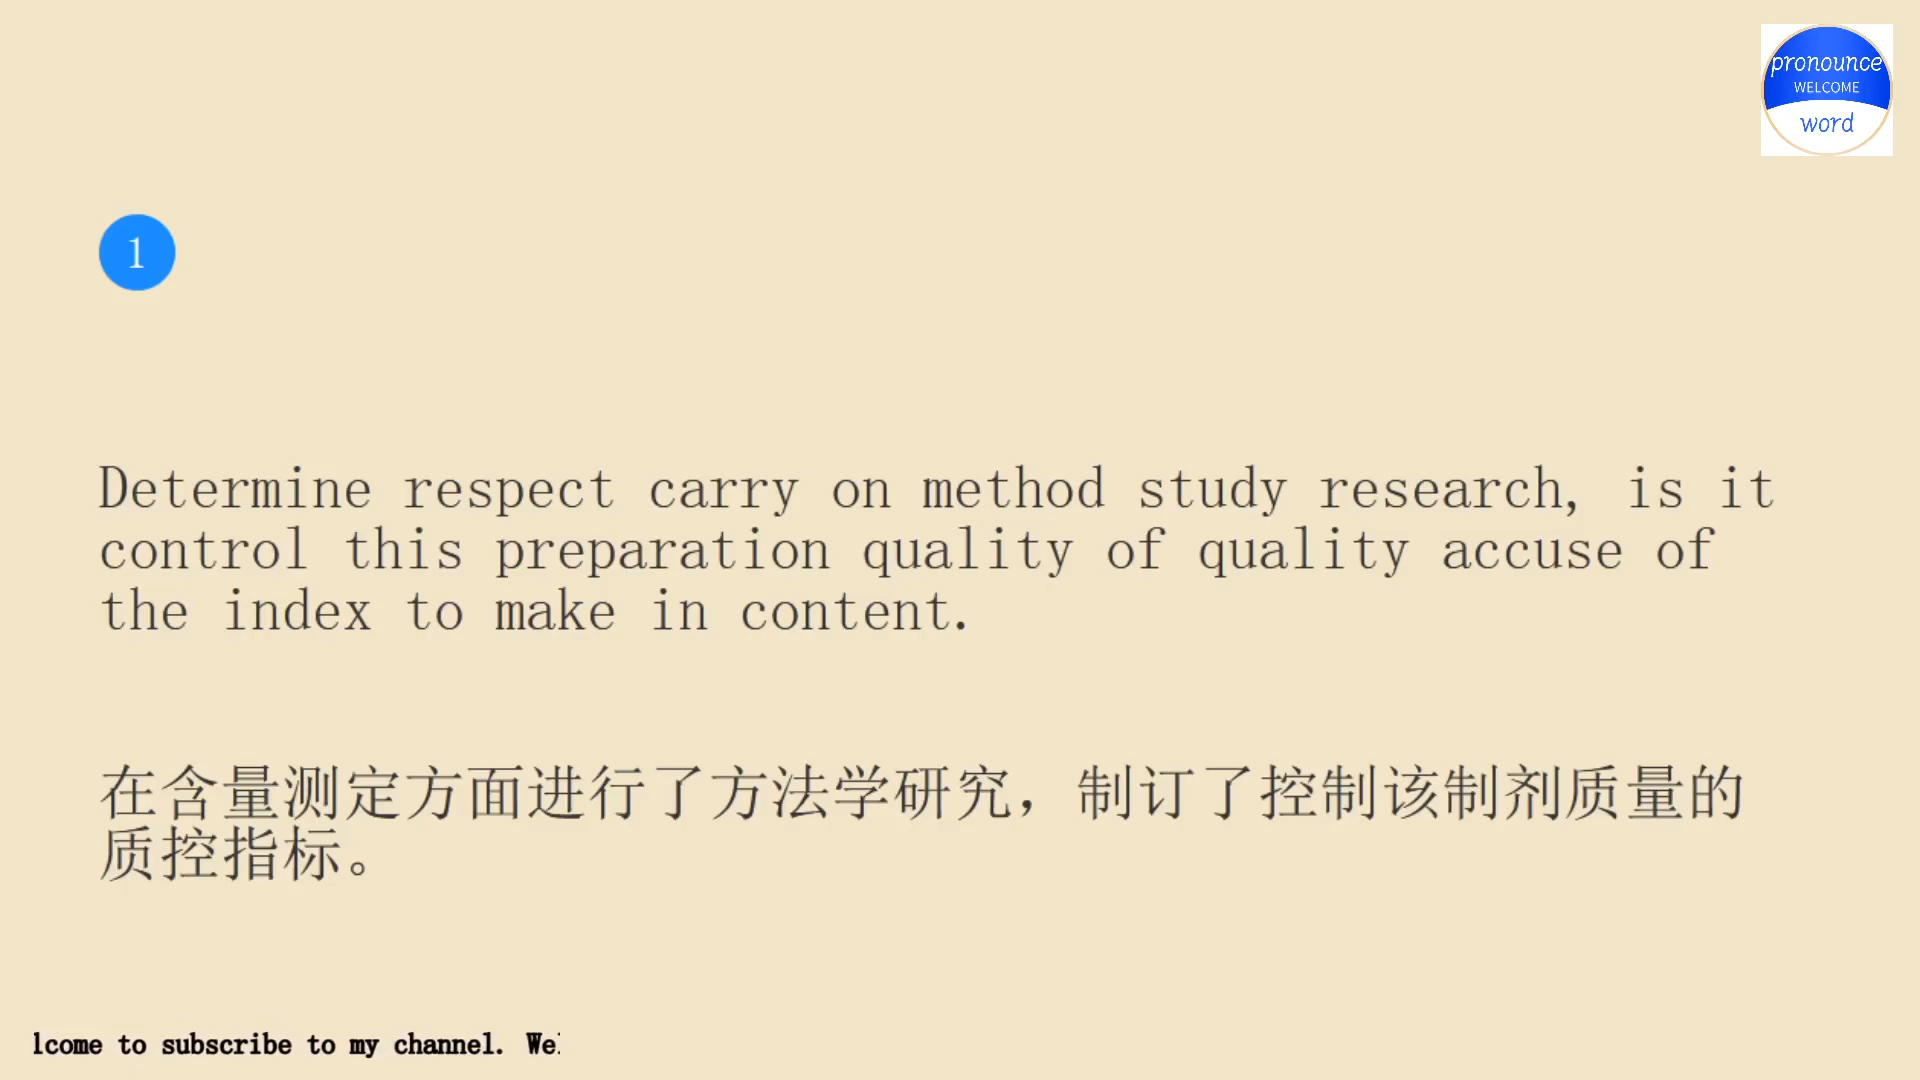 pronounce
WELCOME
word
1
Determine respect carry on method study research, is it
control this preparation quality of quality accuse of
the index to make in content.
在含量测定方面进行了方法学研究，制订了控制该制剂质量的
质控指标。
lcome to subscribe to my channel. We